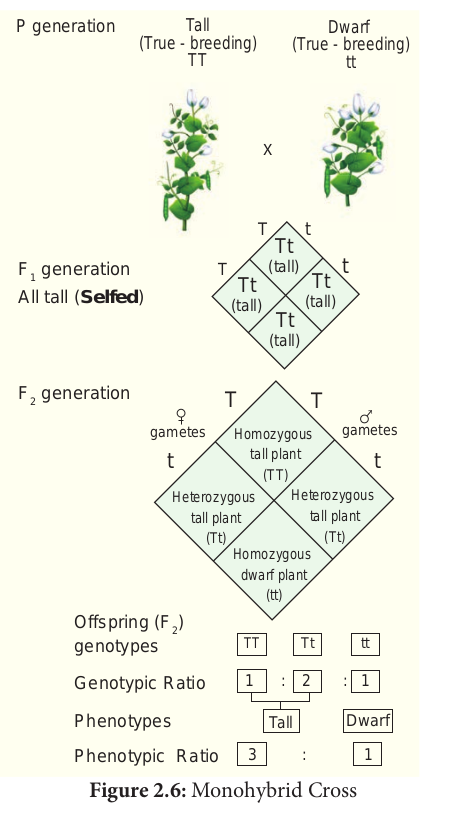 P generation
Tall
(True - breeding)
TT
Dwarf
(True - breeding)
tt
x
T t
T t
Tt
(tall)
Tt
(tall)
Tt
(tall)
Tt
(tall)
F1 generation
All tall (Selfed)
F2 generation
T T
♀
gametes
♂
gametes
t t
Homozygous
tall plant
(TT)
Heterozygous
tall plant
(Tt)
Heterozygous
tall plant
(Tt)
Homozygous
dwarf plant
(tt)
Offspring (F2)
genotypes TT Tt tt
Genotypic Ratio 1 : 2 : 1
Phenotypes Tall Dwarf
Phenotypic Ratio 3 : 1
Figure 2.6: Monohybrid Cross